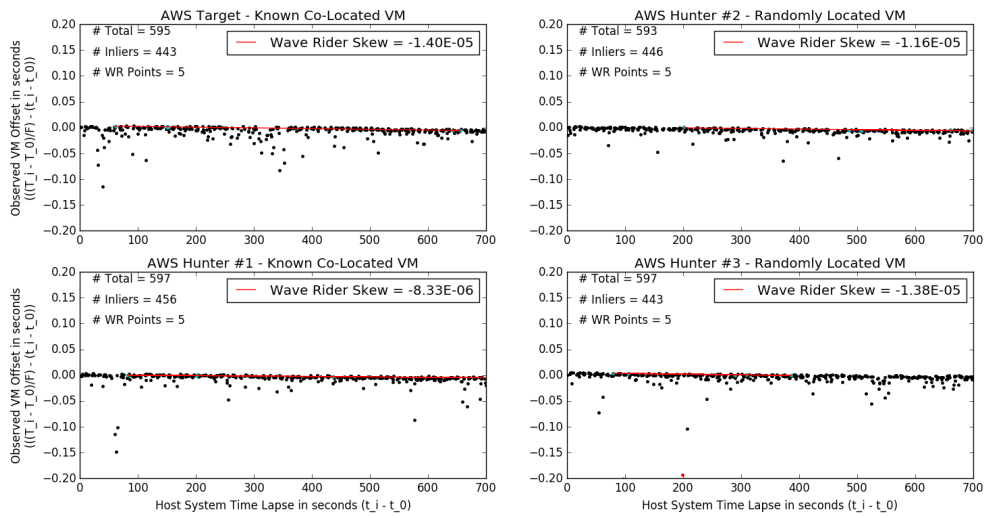 AWS Target - Known Co-Located VM
# Total = 595
# Inliers = 443
# WR Points = 5
Wave Rider Skew = -1.40E-05
Observed VM Offset in seconds
(((T_i - T_0)/F) - (t_i - t_0))
0.20
0.15
0.10
0.05
0.00
−0.05
−0.10
−0.15
−0.20
0 100 200 300 400 500 600 700
AWS Hunter #2 - Randomly Located VM
# Total = 593
# Inliers = 446
# WR Points = 5
Wave Rider Skew = -1.16E-05
0.20
0.15
0.10
0.05
0.00
−0.05
−0.10
−0.15
−0.20
0 100 200 300 400 500 600 700
AWS Hunter #1 - Known Co-Located VM
# Total = 597
# Inliers = 456
# WR Points = 5
Wave Rider Skew = -8.33E-06
Observed VM Offset in seconds
(((T_i - T_0)/F) - (t_i - t_0))
0.20
0.15
0.10
0.05
0.00
−0.05
−0.10
−0.15
−0.20
0 100 200 300 400 500 600 700
Host System Time Lapse in seconds (t_i - t_0)
AWS Hunter #3 - Randomly Located VM
# Total = 597
# Inliers = 443
# WR Points = 5
Wave Rider Skew = -1.38E-05
0.20
0.15
0.10
0.05
0.00
−0.05
−0.10
−0.15
−0.20
0 100 200 300 400 500 600 700
Host System Time Lapse in seconds (t_i - t_0)